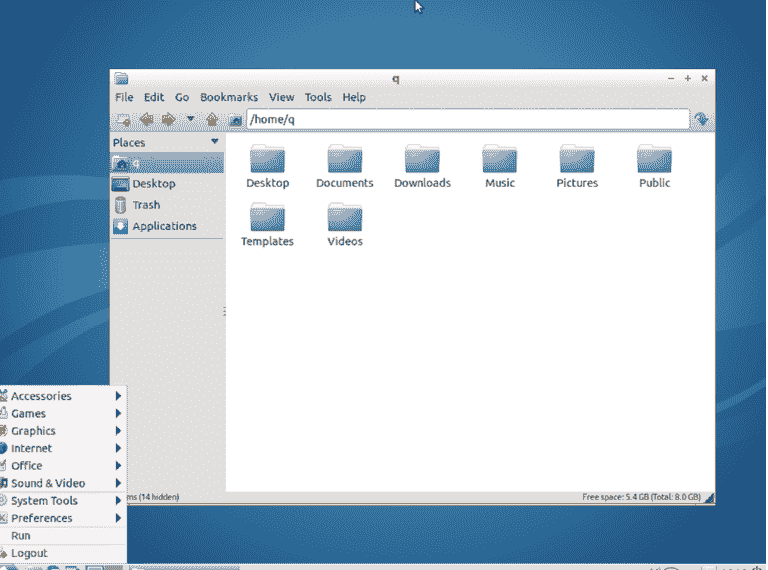 q
File Edit Go Bookmarks View Tools Help
/home/q
Places
q
Desktop
Trash
Applications
Desktop Documents Downloads Music Pictures Public
Templates Videos
Accessories
Games
Graphics
Internet
Office
Sound & Video
System Tools
Preferences
Run
Logout
(14 hidden)
Free space: 5.4 GB (Total: 8.0 GB)